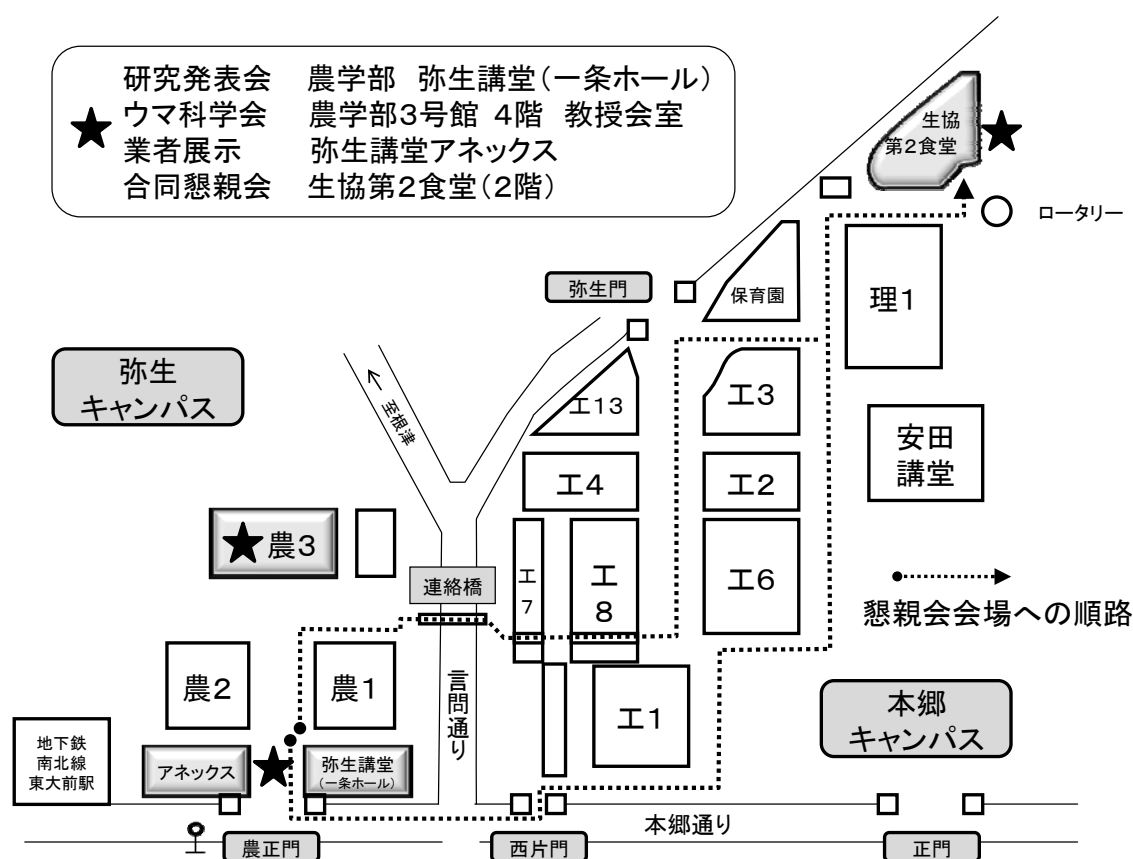 研究発表会　農学部　弥生講堂（一条ホール）
ウマ科学会　農学部3号館　4階　教授会室
業者展示　弥生講堂アネックス
合同懇親会　生協第2食堂（2階）
生協
第2食堂
ロータリー
弥生門
保育園
理1
弥生
キャンパス
←至根津
工13
工3
安田
講堂
工4
工2
農3
連絡橋
工7
工8
工6
懇親会会場への順路
農2
農1
言問通り
工1
本郷
キャンパス
地下鉄
南北線
東大前駅
アネックス
弥生講堂
（一条ホール）
本郷通り
農正門
西片門
正門